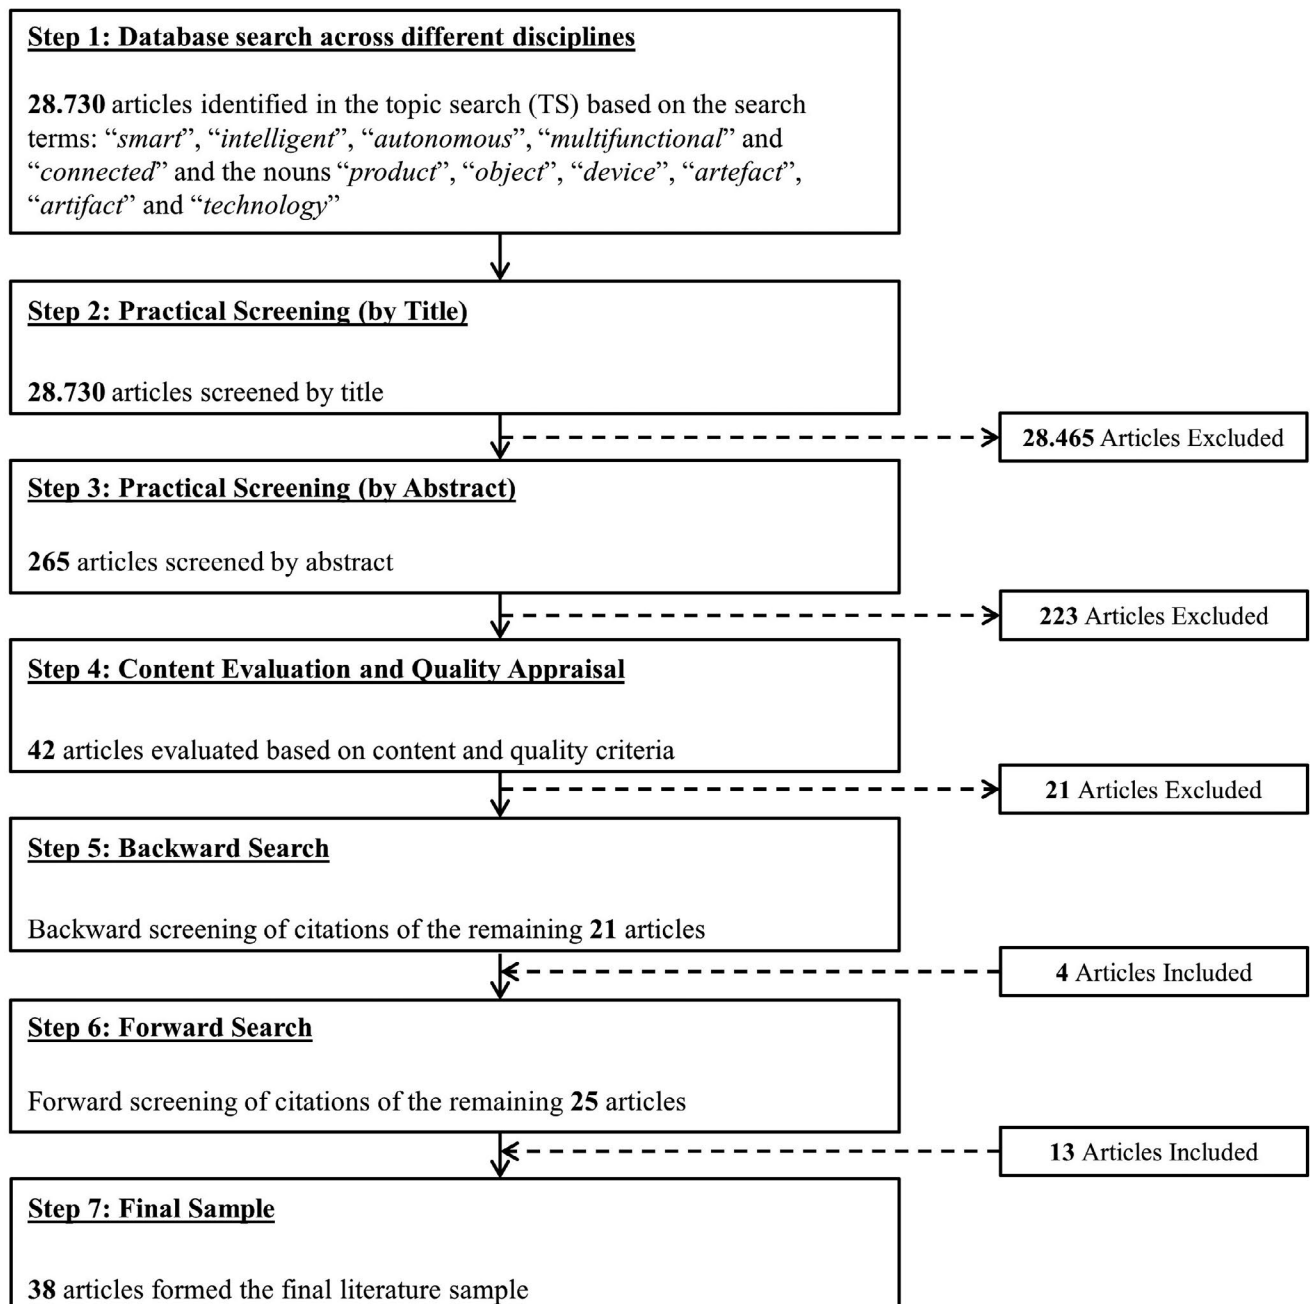 Step 1: Database search across different disciplines
28.730 articles identified in the topic search (TS) based on the search
terms: “smart”, “intelligent”, “autonomous”, “multifunctional” and
“connected” and the nouns “product”, “object”, “device”, “artefact”,
“artifact” and “technology”
Step 2: Practical Screening (by Title)
28.730 articles screened by title
28.465 Articles Excluded
Step 3: Practical Screening (by Abstract)
265 articles screened by abstract
223 Articles Excluded
Step 4: Content Evaluation and Quality Appraisal
42 articles evaluated based on content and quality criteria
21 Articles Excluded
Step 5: Backward Search
Backward screening of citations of the remaining 21 articles
4 Articles Included
Step 6: Forward Search
Forward screening of citations of the remaining 25 articles
13 Articles Included
Step 7: Final Sample
38 articles formed the final literature sample